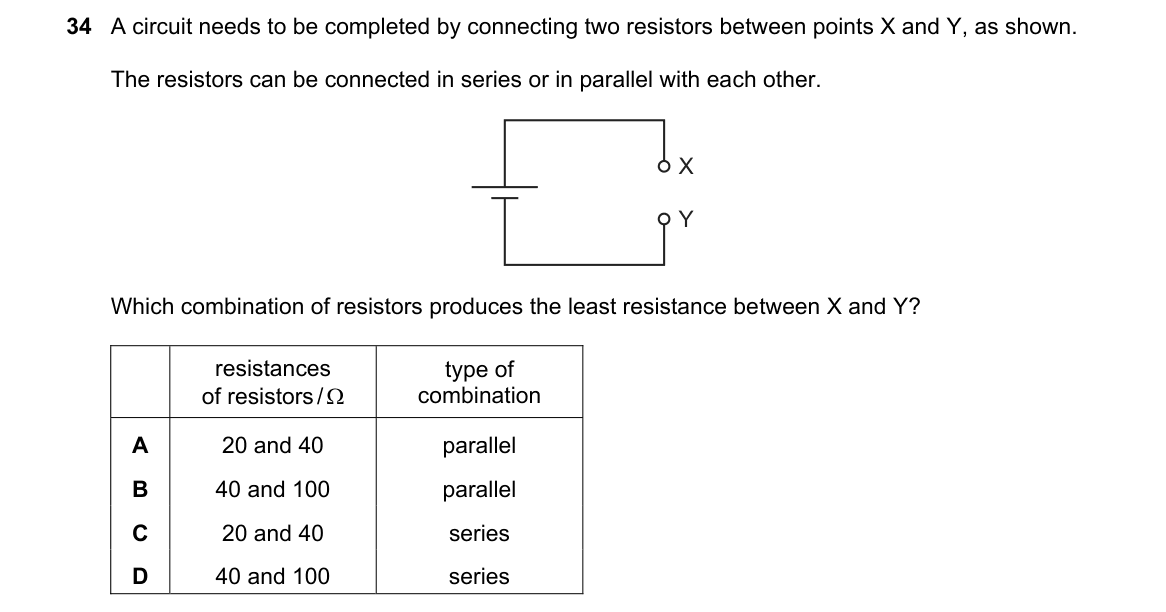 34 A circuit needs to be completed by connecting two resistors between points X and Y, as shown.
The resistors can be connected in series or in parallel with each other.
X
Y
Which combination of resistors produces the least resistance between X and Y?
resistances of resistors / Ω type of combination
A 20 and 40 parallel
B 40 and 100 parallel
C 20 and 40 series
D 40 and 100 series